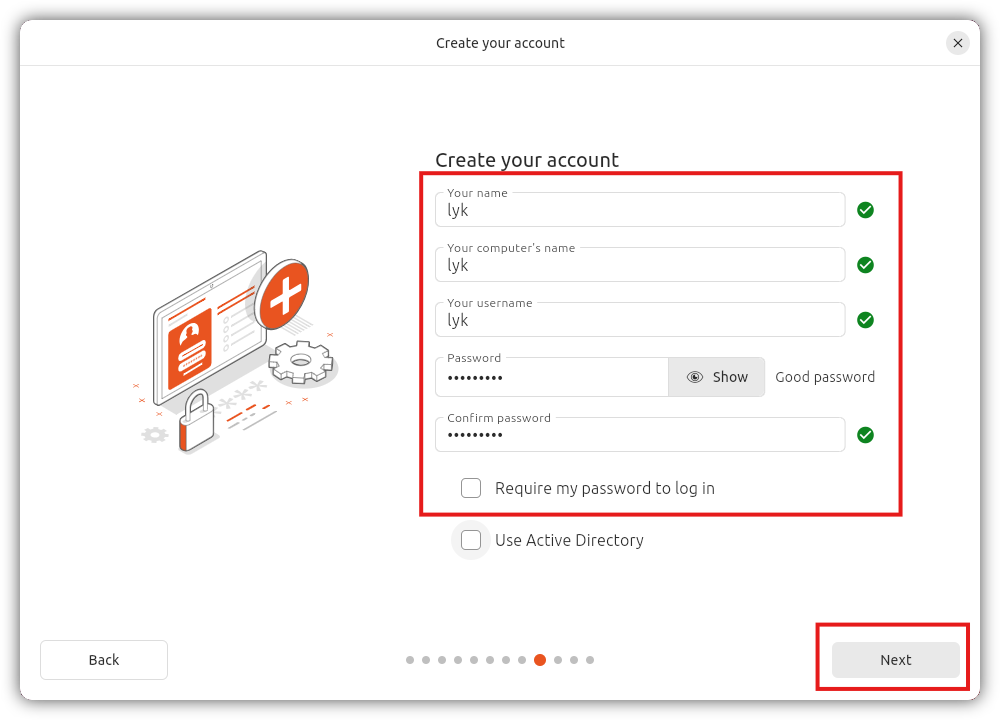 Create your account
Create your account
Your name
lyk
Your computer's name
lyk
Your username
lyk
Password
•••••••••
Show
Good password
Confirm password
•••••••••
Require my password to log in
Use Active Directory
Back
Next